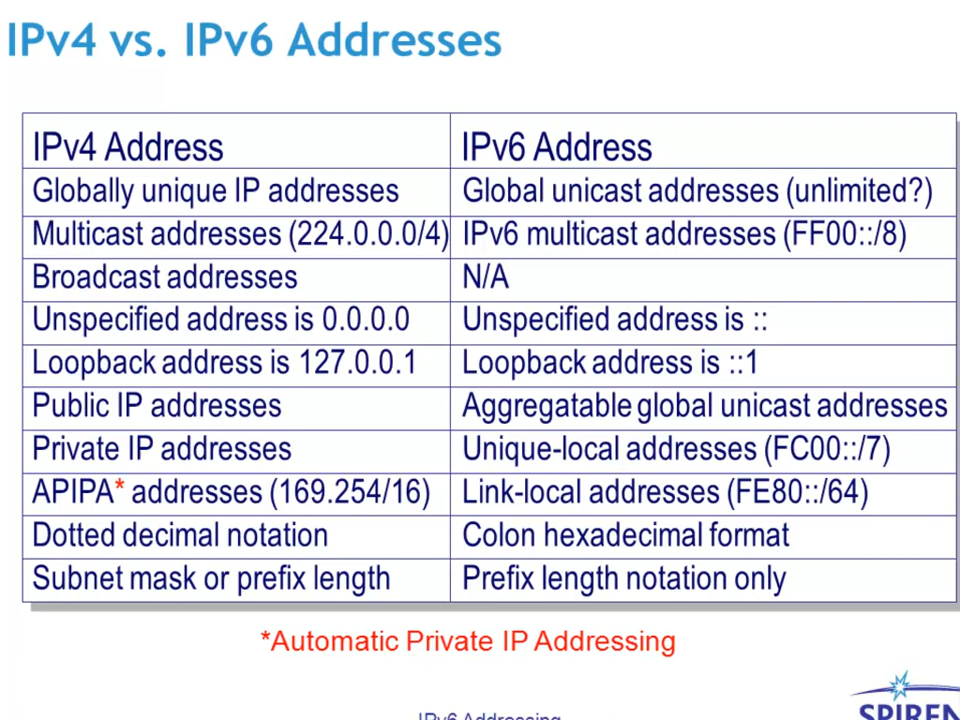 IPv4 vs. IPv6 Addresses
IPv4 Address IPv6 Address
Globally unique IP addresses Global unicast addresses (unlimited?)
Multicast addresses (224.0.0.0/4) IPv6 multicast addresses (FF00::/8)
Broadcast addresses N/A
Unspecified address is 0.0.0.0 Unspecified address is ::
Loopback address is 127.0.0.1 Loopback address is ::1
Public IP addresses Aggregatable global unicast addresses
Private IP addresses Unique-local addresses (FC00::/7)
APIPA* addresses (169.254/16) Link-local addresses (FE80::/64)
Dotted decimal notation Colon hexadecimal format
Subnet mask or prefix length Prefix length notation only
*Automatic Private IP Addressing
IPv6 Addressing
SPIREN